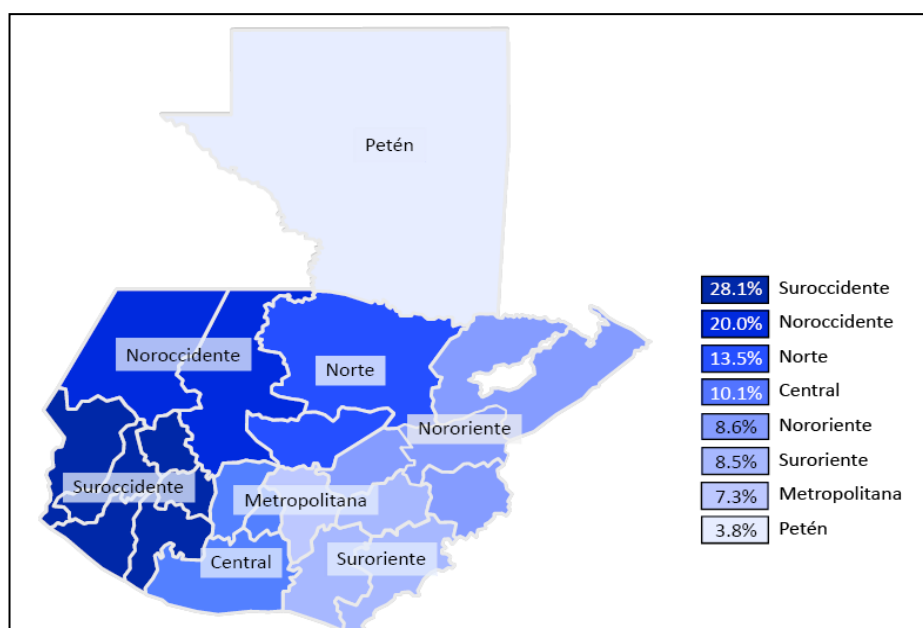 Petén
Noroccidente
Norte
Nororiente
Suroccidente
Metropolitana
Central
Suroriente
28.1% Suroccidente
20.0% Noroccidente
13.5% Norte
10.1% Central
8.6% Nororiente
8.5% Suroriente
7.3% Metropolitana
3.8% Petén